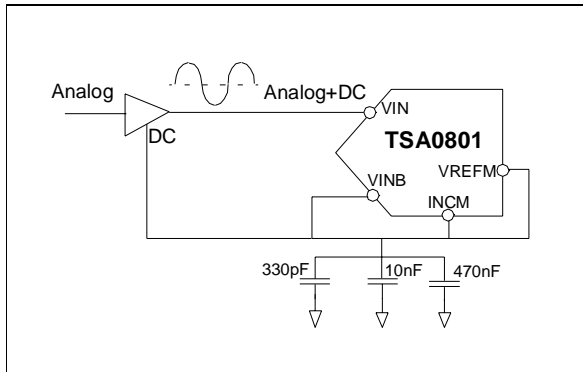 Analog
Analog+DC
DC
VIN
TSA0801
VREFM
VINB
INCM
330pF
10nF
470nF